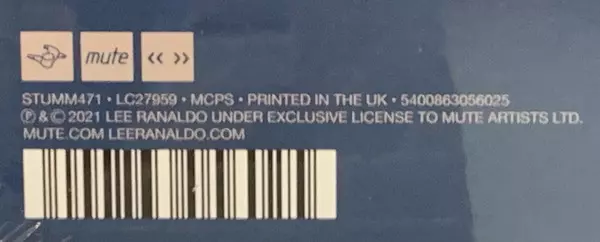 mute « »
STUMM471 • LC27959 • MCPS • PRINTED IN THE UK • 5400863056025
℗ & © 2021 LEE RANALDO UNDER EXCLUSIVE LICENSE TO MUTE ARTISTS LTD.
MUTE.COM LEERANALDO.COM